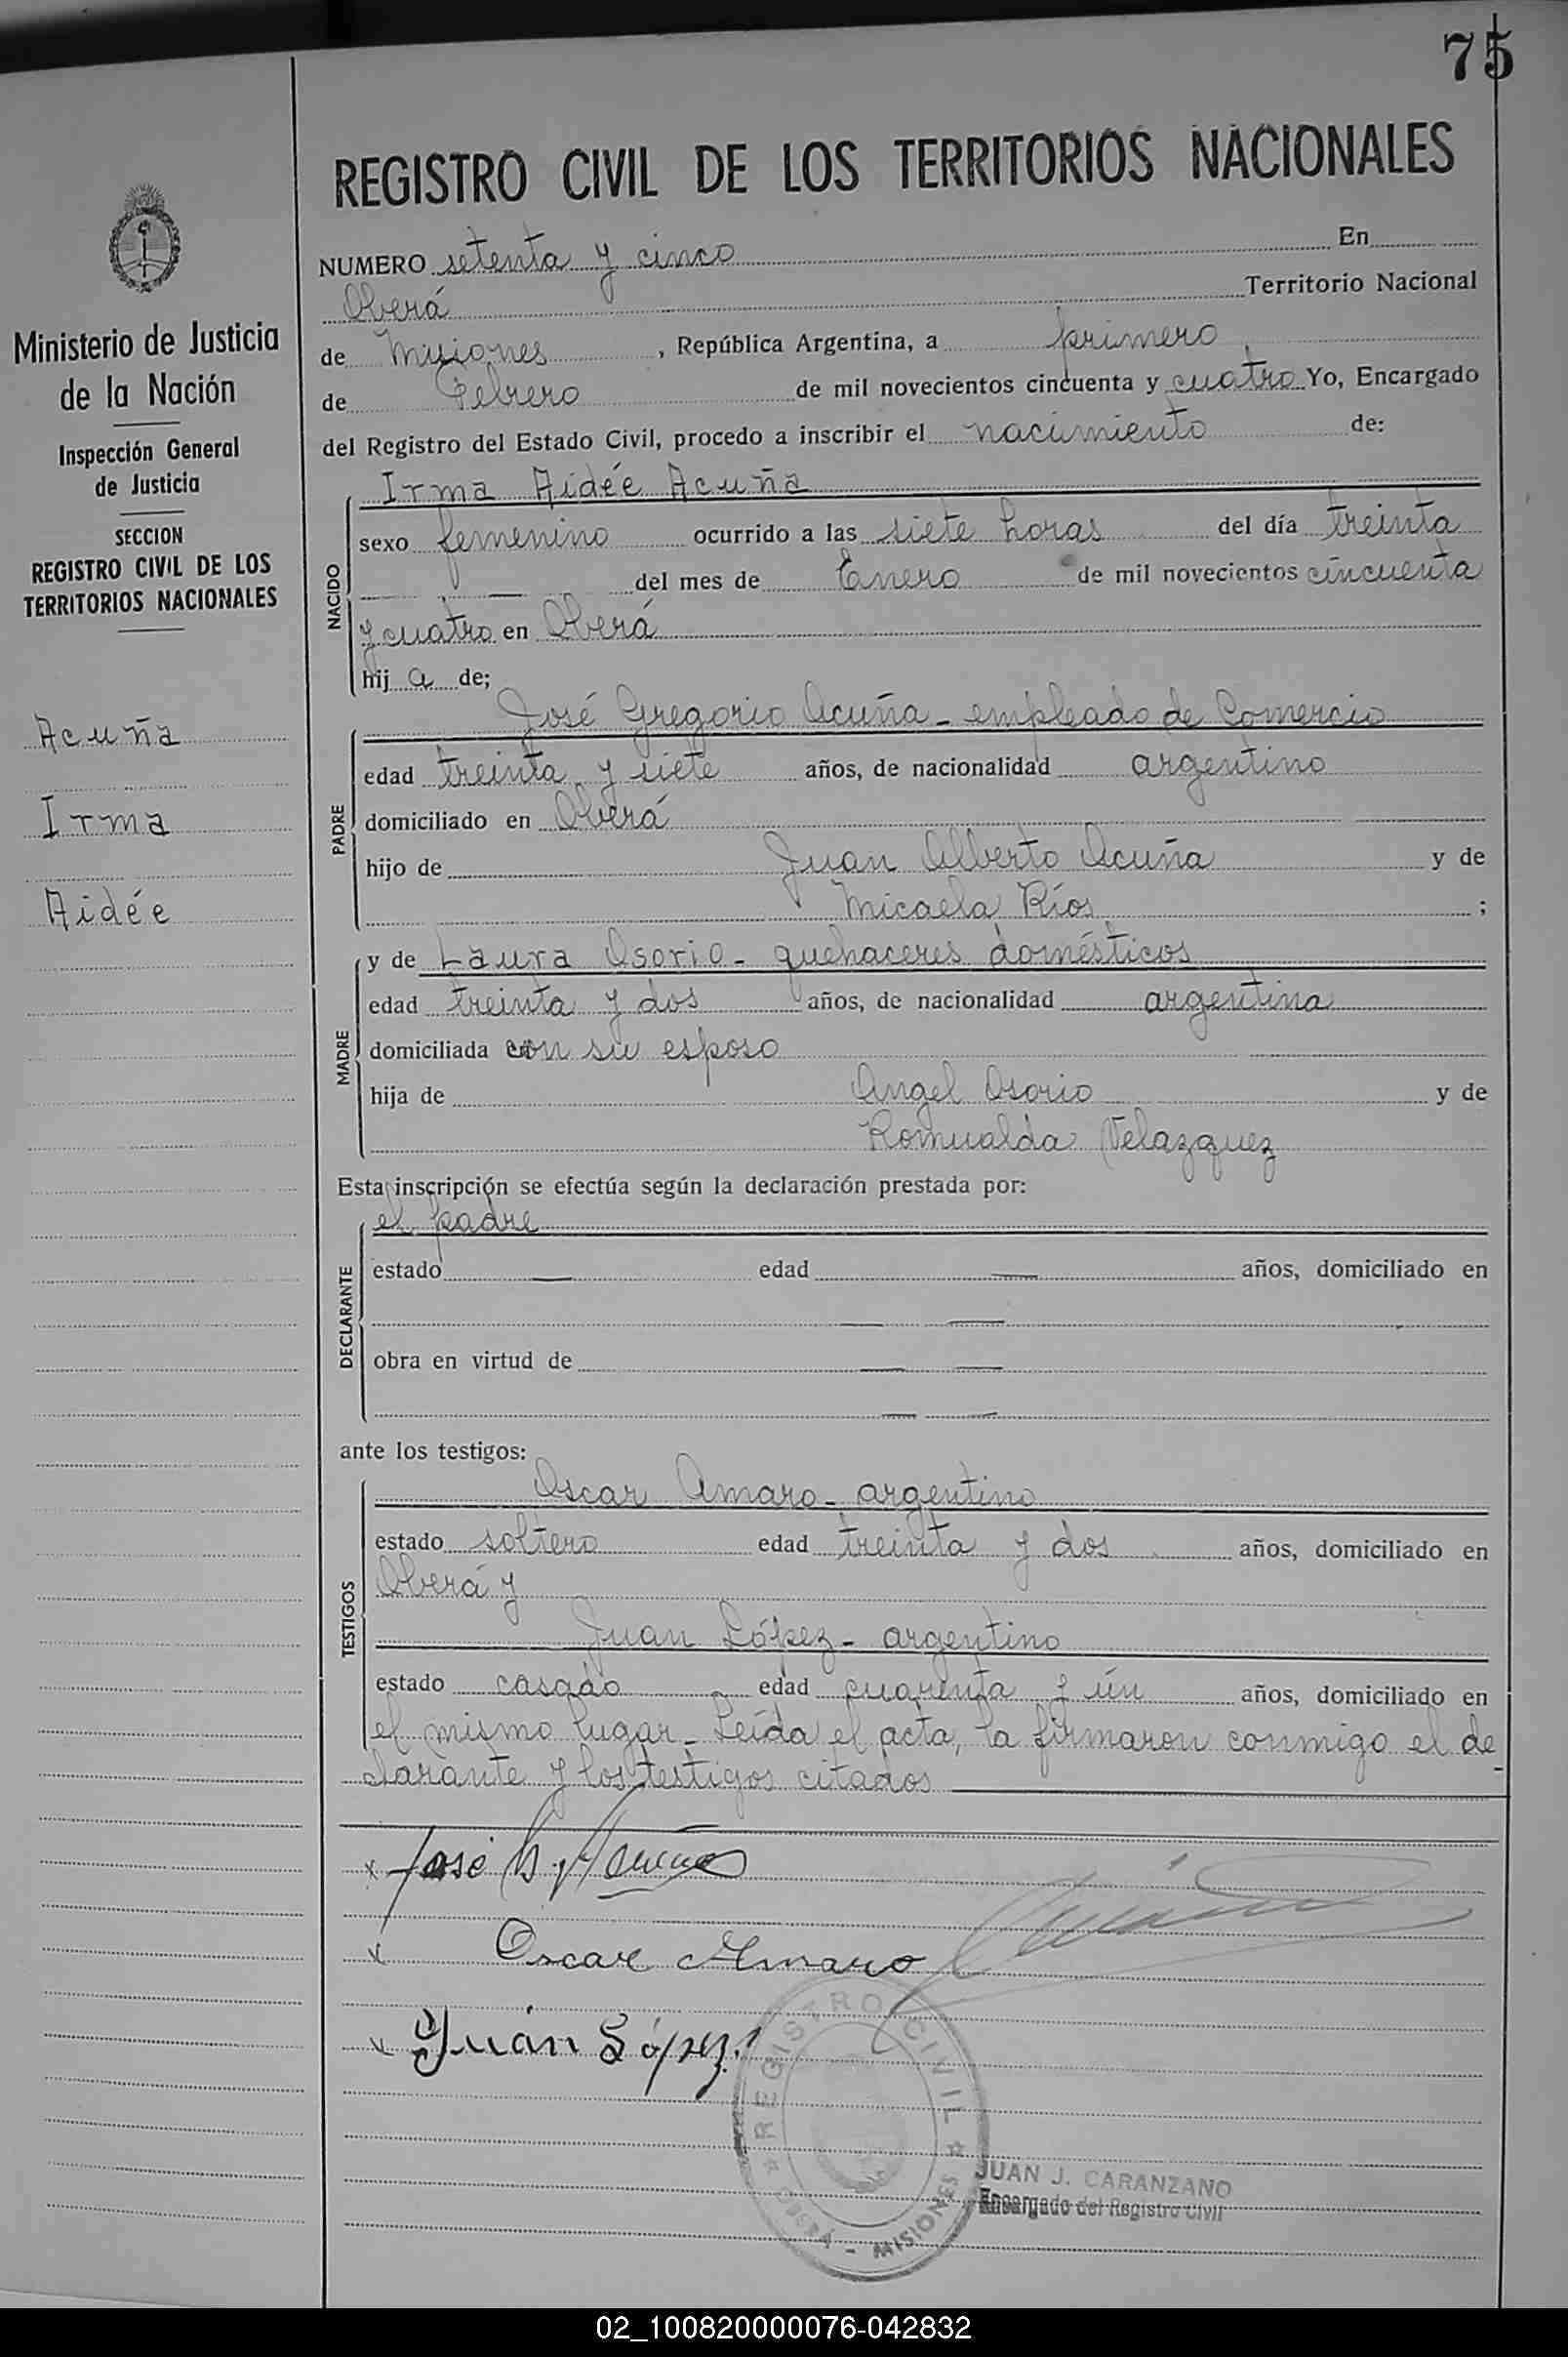 75
REGISTRO CIVIL DE LOS TERRITORIOS NACIONALES
NUMERO setenta y cinco En
Oberá Territorio Nacional
de Misiones, República Argentina, a primero
de Febrero de mil novecientos cincuenta y cuatro Yo, Encargado
del Registro del Estado Civil, procedo a inscribir el nacimiento de:
Ministerio de Justicia
de la Nación
Inspección General
de Justicia
SECCION
REGISTRO CIVIL DE LOS
TERRITORIOS NACIONALES
Acuña
Irma
Aidée
NACIDO
Irma Aidée Acuña
sexo femenino ocurrido a las siete horas del día treinta
— del mes de Enero de mil novecientos cincuenta
y cuatro en Oberá
hij a de;
PADRE
José Gregorio Acuña - empleado de Comercio
edad treinta y siete años, de nacionalidad argentino
domiciliado en Oberá
hijo de Juan Alberto Acuña y de
Micaela Ríos ;
MADRE
y de Laura Osorio - quehaceres domésticos
edad treinta y dos años, de nacionalidad argentina
domiciliada con su esposo
hija de Angel Osorio y de
Romualda Velazquez
Esta inscripción se efectúa según la declaración prestada por:
DECLARANTE
el padre
estado — edad — años, domiciliado en
— —
obra en virtud de — —
— —
ante los testigos:
TESTIGOS
Oscar Amaro - argentino
estado soltero edad treinta y dos años, domiciliado en
Oberá y
Juan López - argentino
estado casado edad cuarenta y ún años, domiciliado en
el mismo lugar - Leída el acta, la firmaron conmigo el de-
clarante y los testigos citados
x José G. Acuña
x Oscar Amaro
x Juán López
REGISTRO CIVIL
OBERA - MISIONES
JUAN J. CARANZANO
Encargado del Registro Civil
02_100820000076-042832